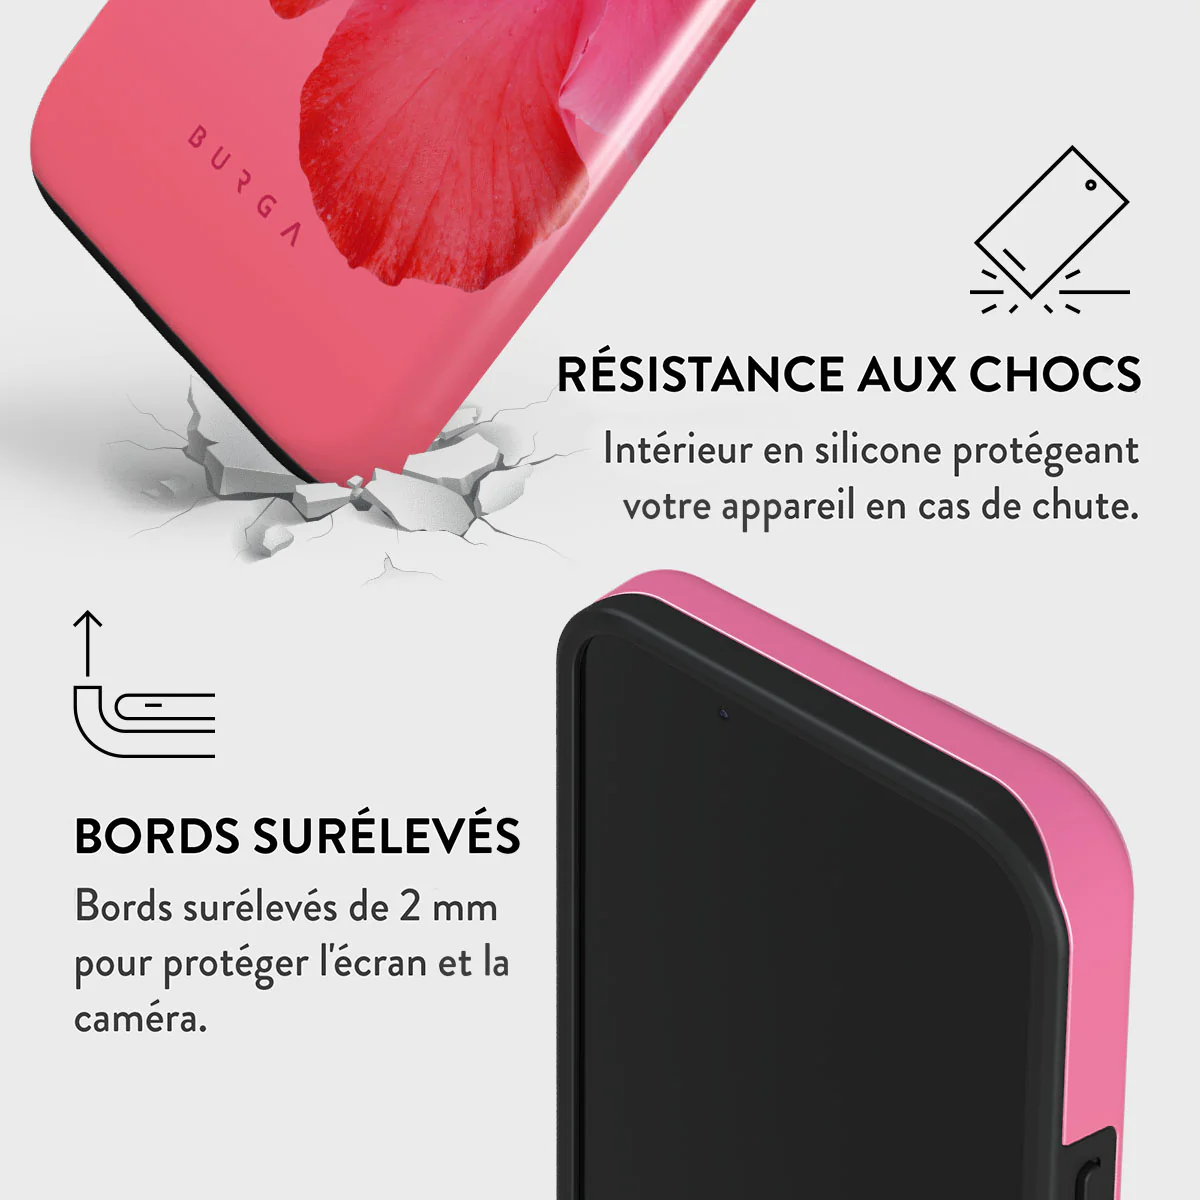 BURGA
RÉSISTANCE AUX CHOCS
Intérieur en silicone protégeant
votre appareil en cas de chute.
BORDS SURÉLEVÉS
Bords surélevés de 2 mm
pour protéger l'écran et la
caméra.